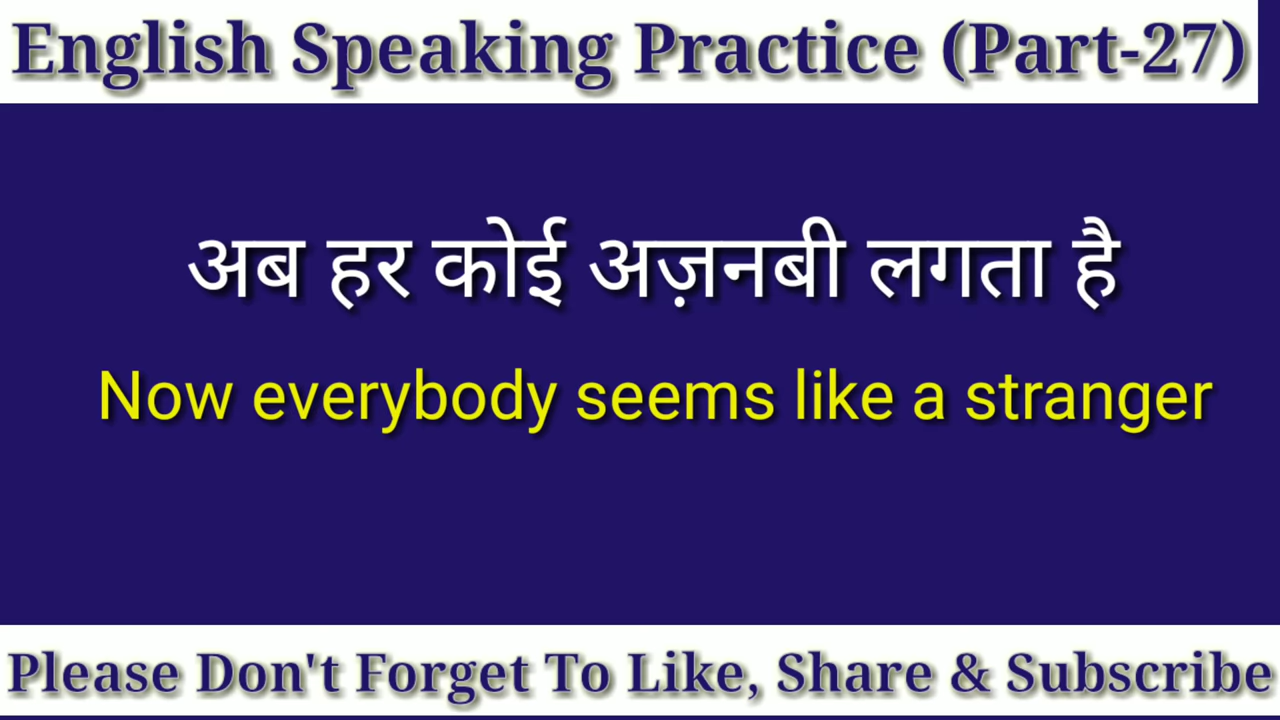 English Speaking Practice (Part-27)
अब हर कोई अज़नबी लगता है
Now everybody seems like a stranger
Please Don't Forget To Like, Share & Subscribe